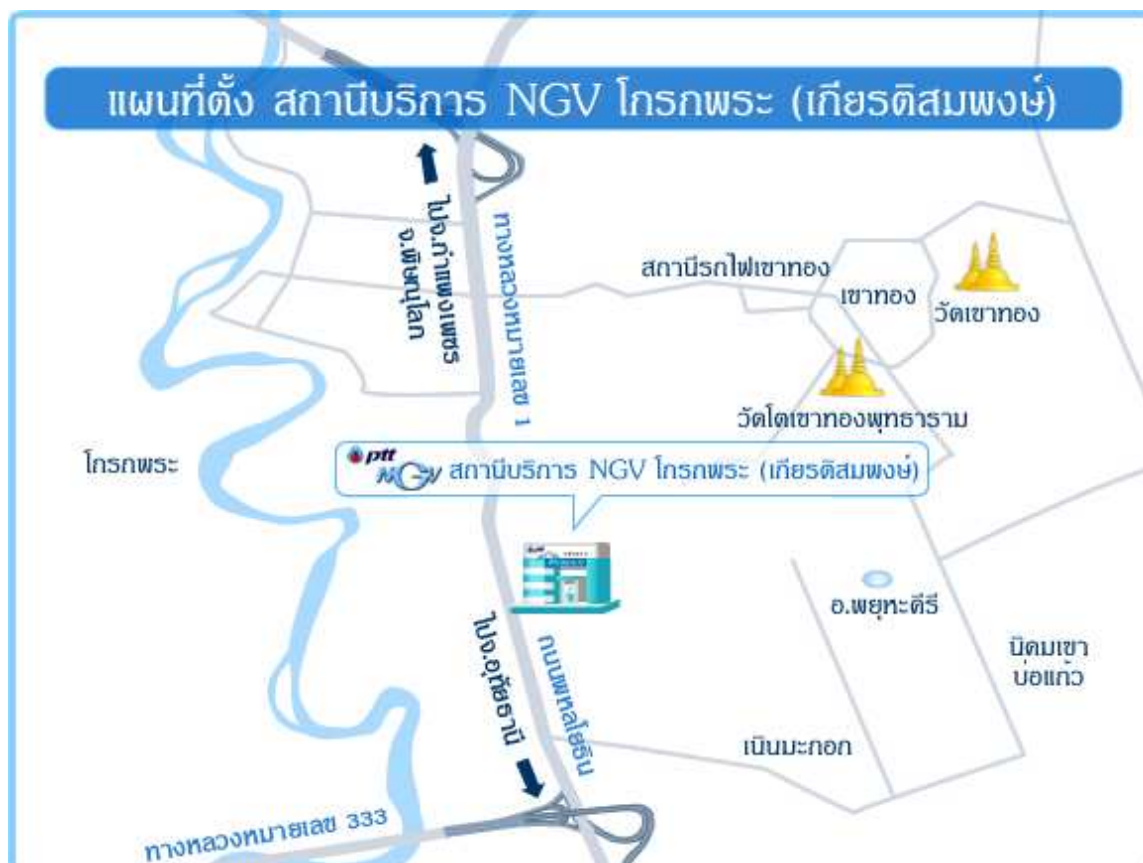 แผนที่ตั้ง สถานีบริการ NGV โกรกพระ (เกียรติสมพงษ์)
ไปจ.กำแพงเพชร
จ.พิษณุโลก
ทางหลวงหมายเลข 1
สถานีรถไฟเขาทอง
เขาทอง
วัดเขาทอง
วัดโตเขาทองพุทธาราม
โกรกพระ
ptt
NGV สถานีบริการ NGV โกรกพระ (เกียรติสมพงษ์)
อ.พยุหะคีรี
นิคมเขา
บ่อแก้ว
ไปจ.อุทัยธานี
ถนนพหลโยธิน
เนินมะกอก
ทางหลวงหมายเลข 333